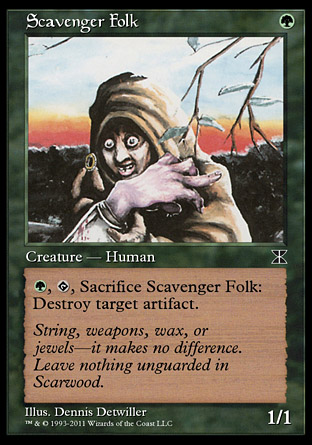 Scavenger Folk
Creature — Human
, , Sacrifice Scavenger Folk:
Destroy target artifact.
String, weapons, wax, or
jewels—it makes no difference.
Leave nothing unguarded in
Scarwood.
Illus. Dennis Detwiller
™ & © 1993-2011 Wizards of the Coast LLC
1/1